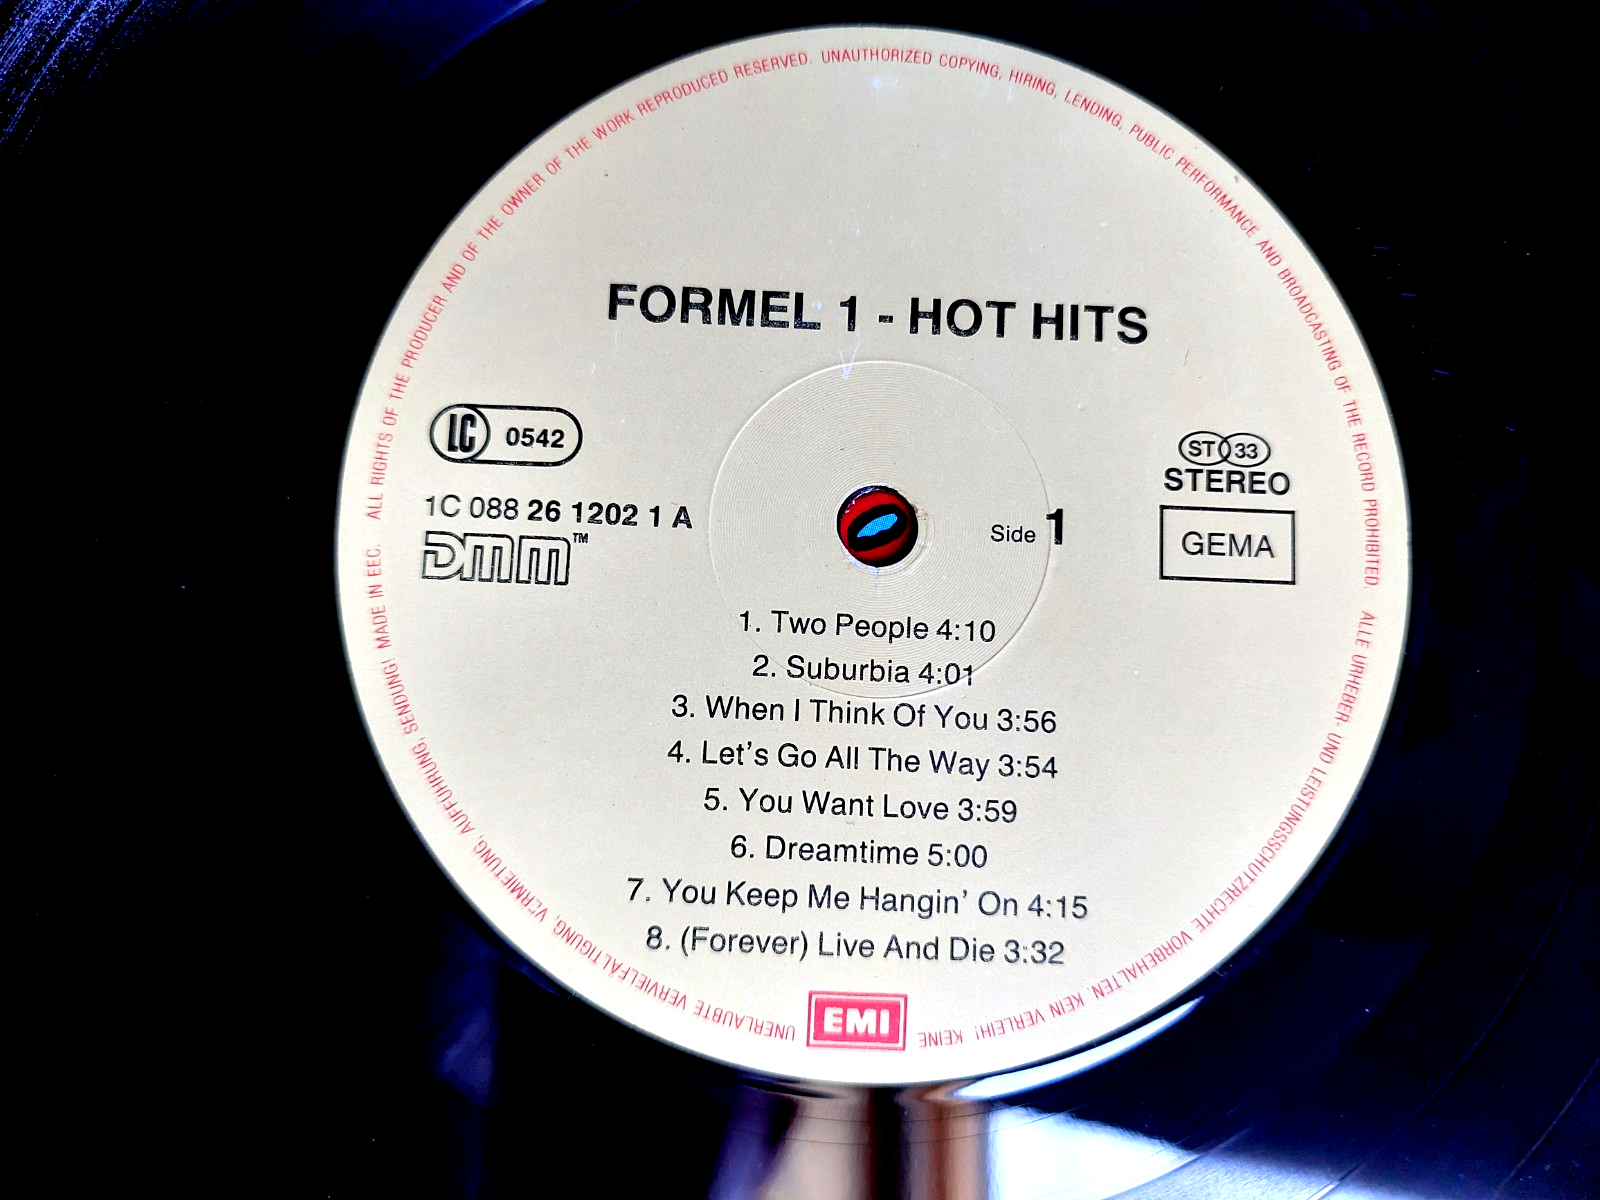 FORMEL 1 - HOT HITS
LC 0542
1C 088 26 1202 1 A
DMM™
ST 33
STEREO
GEMA
Side 1
1. Two People 4:10
2. Suburbia 4:01
3. When I Think Of You 3:56
4. Let's Go All The Way 3:54
5. You Want Love 3:59
6. Dreamtime 5:00
7. You Keep Me Hangin' On 4:15
8. (Forever) Live And Die 3:32
EMI
ALL RIGHTS OF THE PRODUCER AND OF THE OWNER OF THE WORK REPRODUCED RESERVED. UNAUTHORIZED COPYING, HIRING, LENDING, PUBLIC PERFORMANCE AND BROADCASTING OF THE RECORD PROHIBITED. ALLE URHEBER- UND LEISTUNGSSCHUTZRECHTE VORBEHALTEN. KEIN VERLEIH! KEINE UNERLAUBTE VERVIELFÄLTIGUNG, VERMIETUNG, AUFFÜHRUNG, SENDUNG! MADE IN EEC.